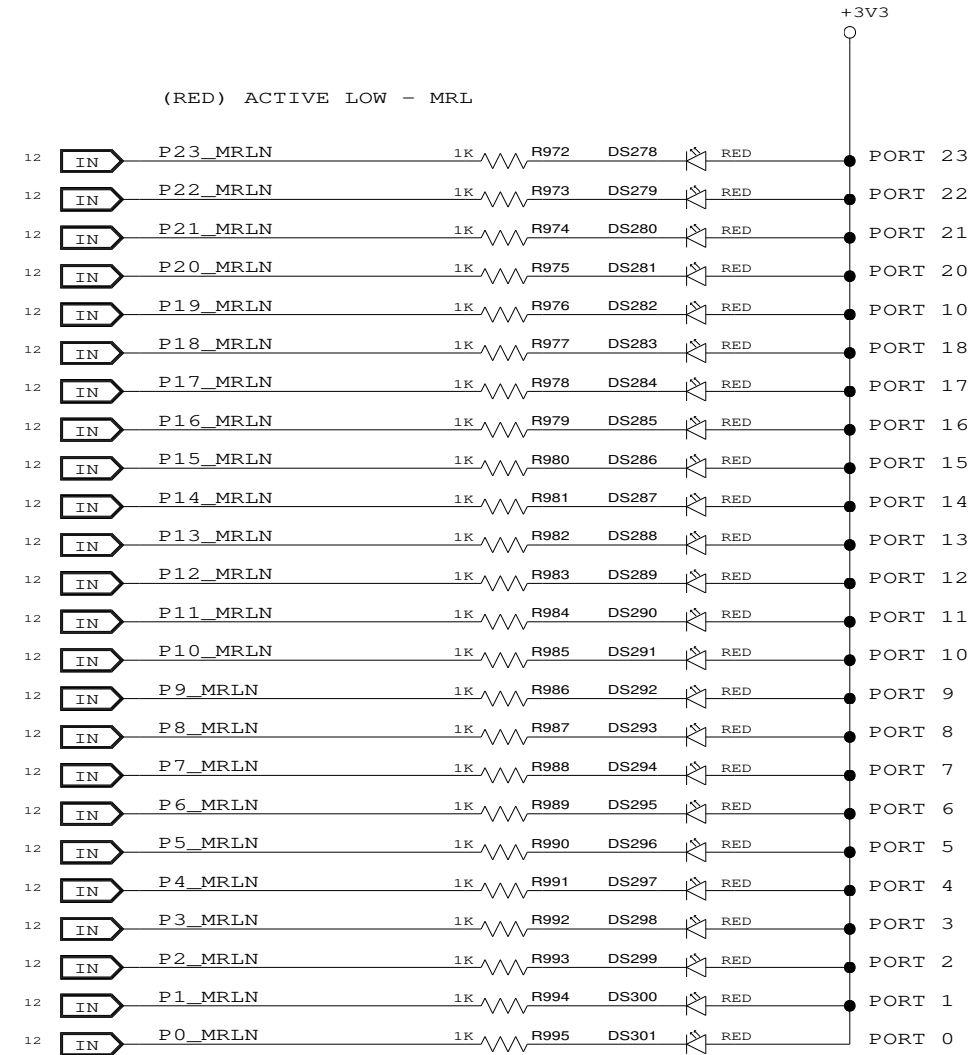 +3V3
(RED) ACTIVE LOW - MRL
12 IN P23_MRLN 1K R972 DS278 RED PORT 23
12 IN P22_MRLN 1K R973 DS279 RED PORT 22
12 IN P21_MRLN 1K R974 DS280 RED PORT 21
12 IN P20_MRLN 1K R975 DS281 RED PORT 20
12 IN P19_MRLN 1K R976 DS282 RED PORT 10
12 IN P18_MRLN 1K R977 DS283 RED PORT 18
12 IN P17_MRLN 1K R978 DS284 RED PORT 17
12 IN P16_MRLN 1K R979 DS285 RED PORT 16
12 IN P15_MRLN 1K R980 DS286 RED PORT 15
12 IN P14_MRLN 1K R981 DS287 RED PORT 14
12 IN P13_MRLN 1K R982 DS288 RED PORT 13
12 IN P12_MRLN 1K R983 DS289 RED PORT 12
12 IN P11_MRLN 1K R984 DS290 RED PORT 11
12 IN P10_MRLN 1K R985 DS291 RED PORT 10
12 IN P9_MRLN 1K R986 DS292 RED PORT 9
12 IN P8_MRLN 1K R987 DS293 RED PORT 8
12 IN P7_MRLN 1K R988 DS294 RED PORT 7
12 IN P6_MRLN 1K R989 DS295 RED PORT 6
12 IN P5_MRLN 1K R990 DS296 RED PORT 5
12 IN P4_MRLN 1K R991 DS297 RED PORT 4
12 IN P3_MRLN 1K R992 DS298 RED PORT 3
12 IN P2_MRLN 1K R993 DS299 RED PORT 2
12 IN P1_MRLN 1K R994 DS300 RED PORT 1
12 IN P0_MRLN 1K R995 DS301 RED PORT 0